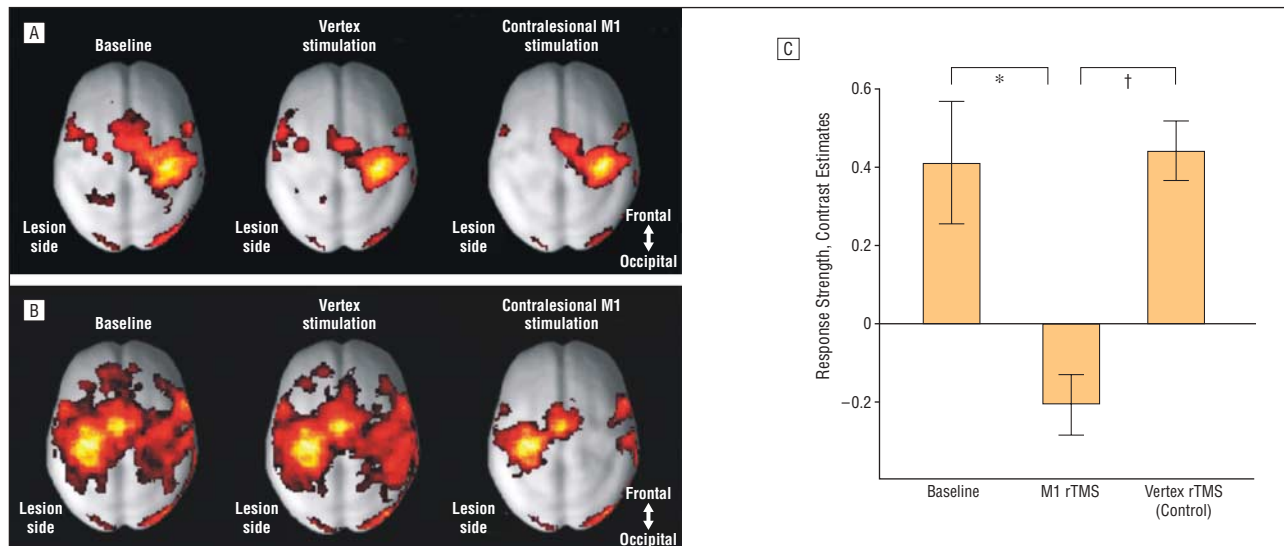 A
Baseline
Vertex
stimulation
Contralesional M1
stimulation
Lesion
side
Lesion
side
Lesion
side
Frontal
Occipital
B
Baseline
Vertex
stimulation
Contralesional M1
stimulation
Lesion
side
Lesion
side
Lesion
side
Frontal
Occipital
C
*
†
Response Strength, Contrast Estimates
0.6
0.4
0.2
0
−0.2
Baseline
M1 rTMS
Vertex rTMS
(Control)